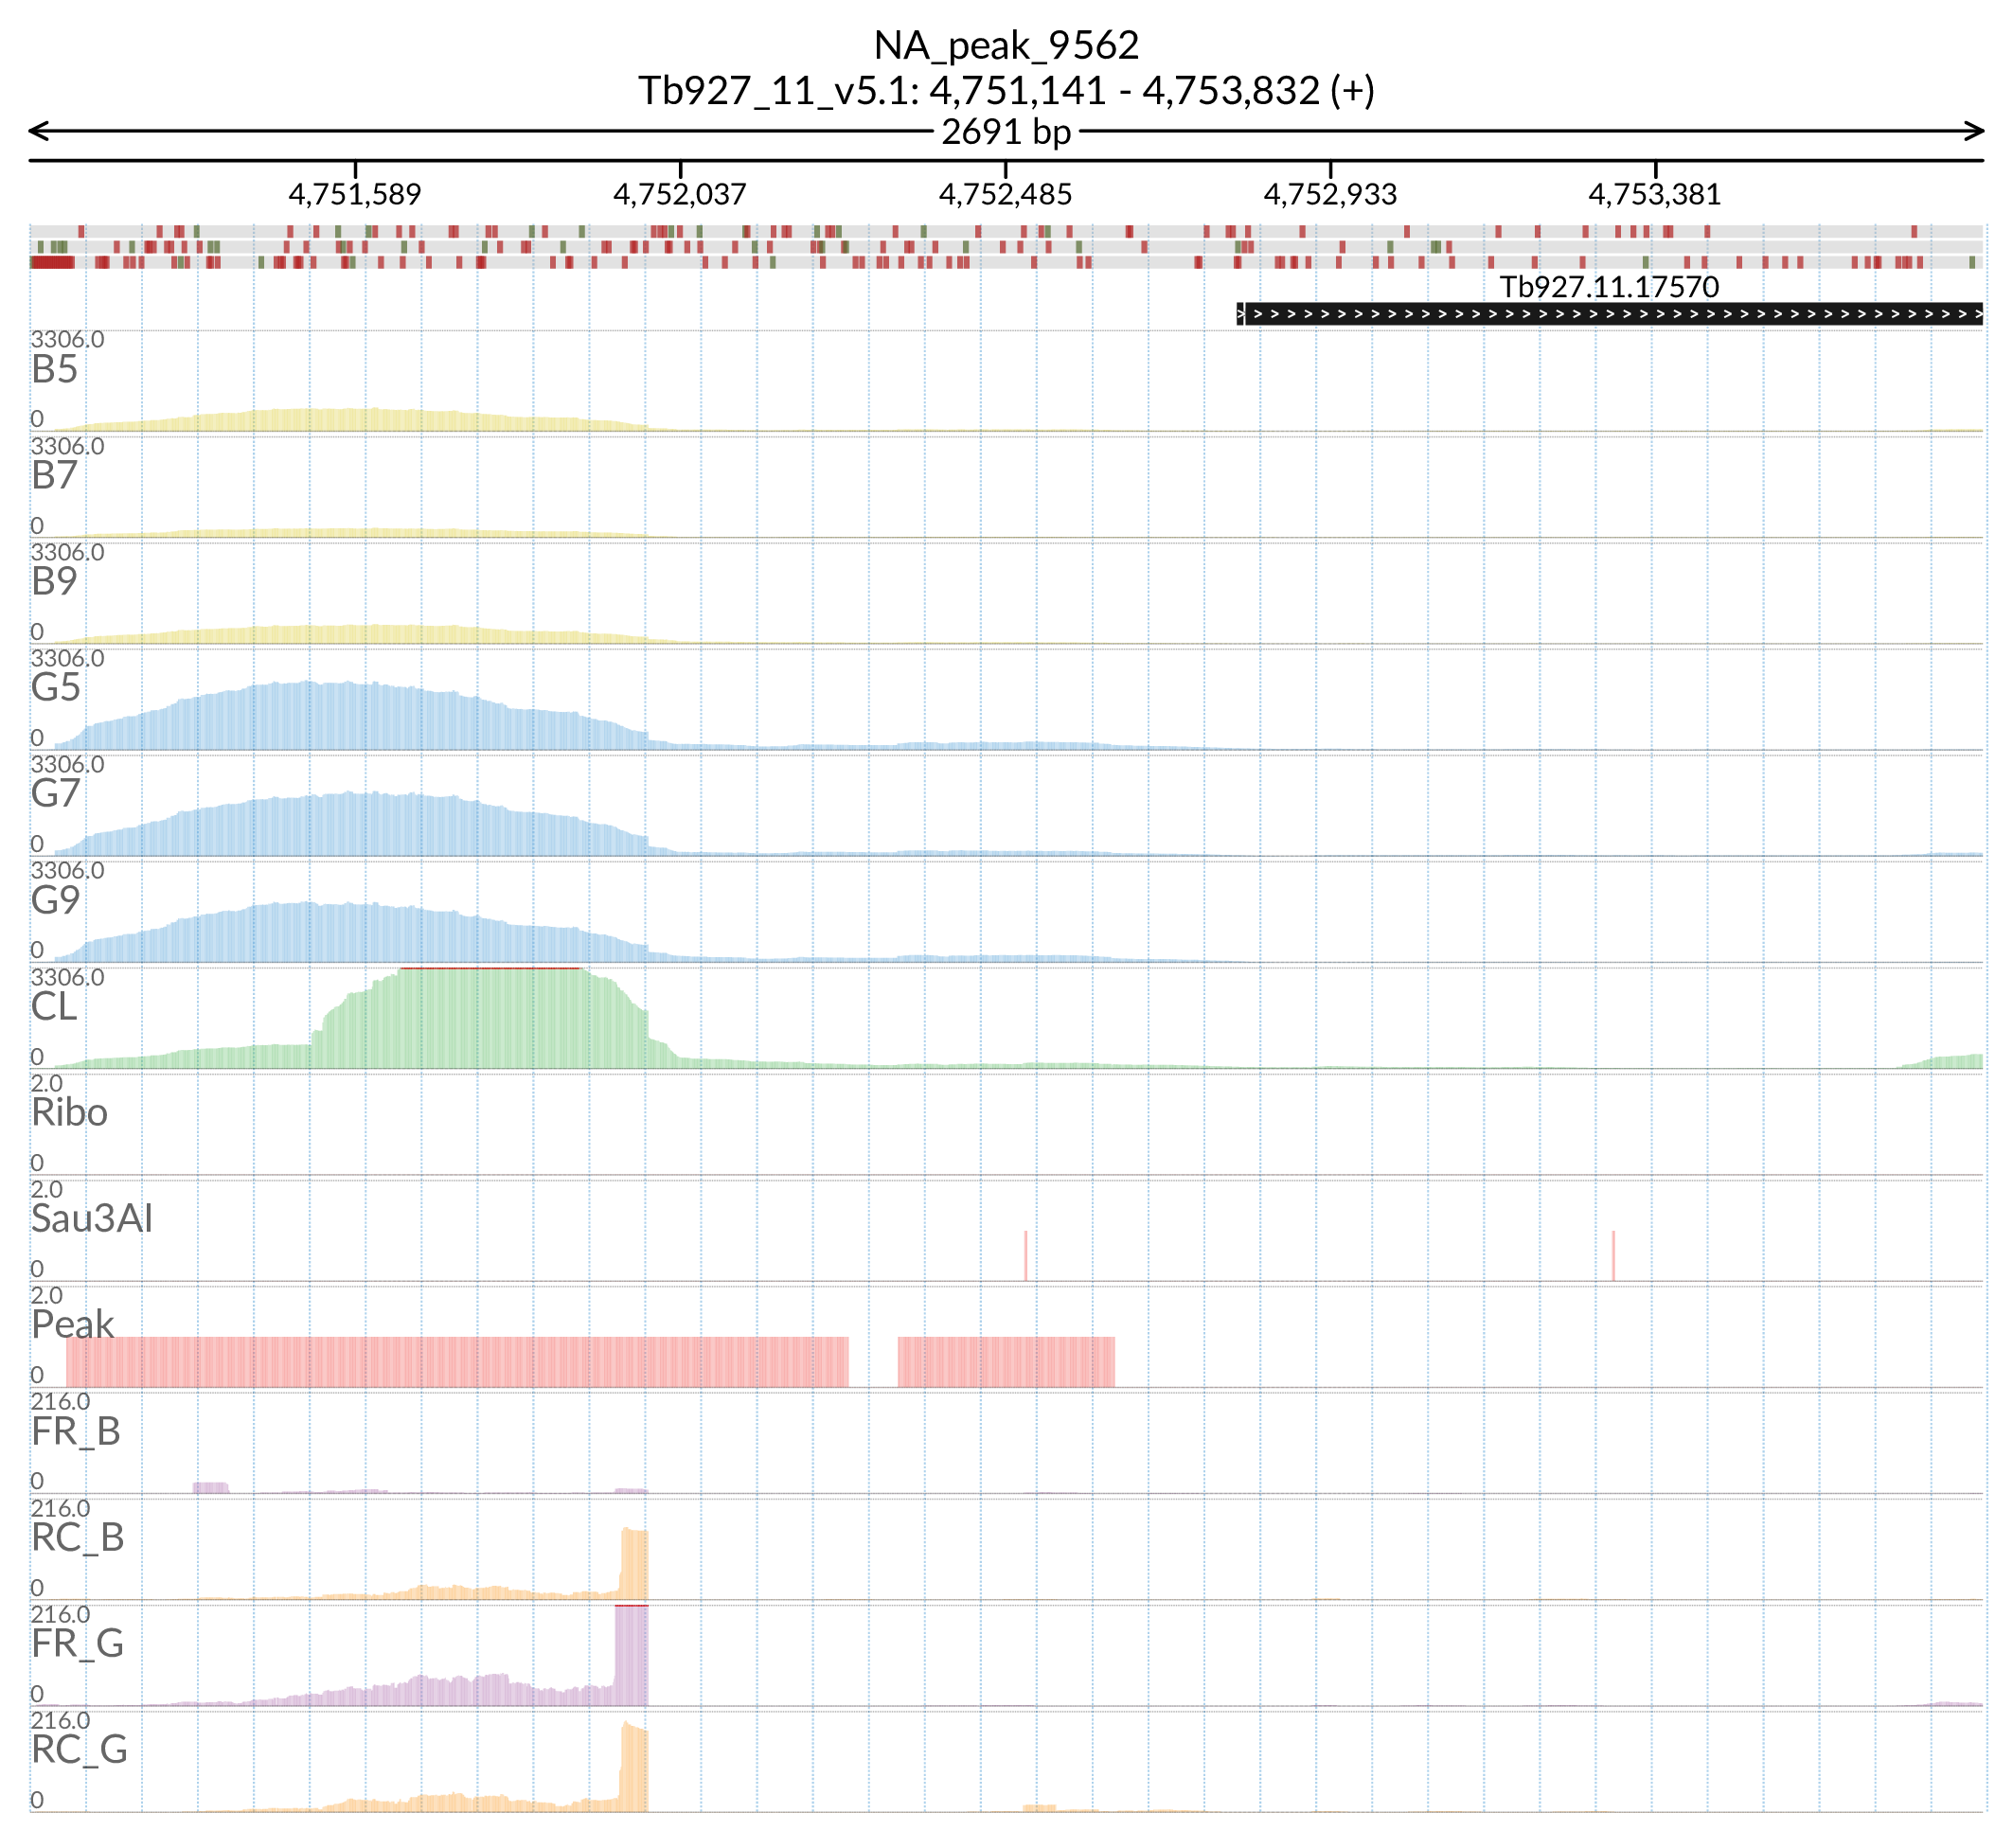 NA_peak_9562
Tb927_11_v5.1: 4,751,141 - 4,753,832 (+)
2691 bp
4,751,589 4,752,037 4,752,485 4,752,933 4,753,381
Tb927.11.17570
3306.0
B5
0
3306.0
B7
0
3306.0
B9
0
3306.0
G5
0
3306.0
G7
0
3306.0
G9
0
3306.0
CL
0
2.0
Ribo
0
2.0
Sau3AI
0
2.0
Peak
0
216.0
FR_B
0
216.0
RC_B
0
216.0
FR_G
0
216.0
RC_G
0